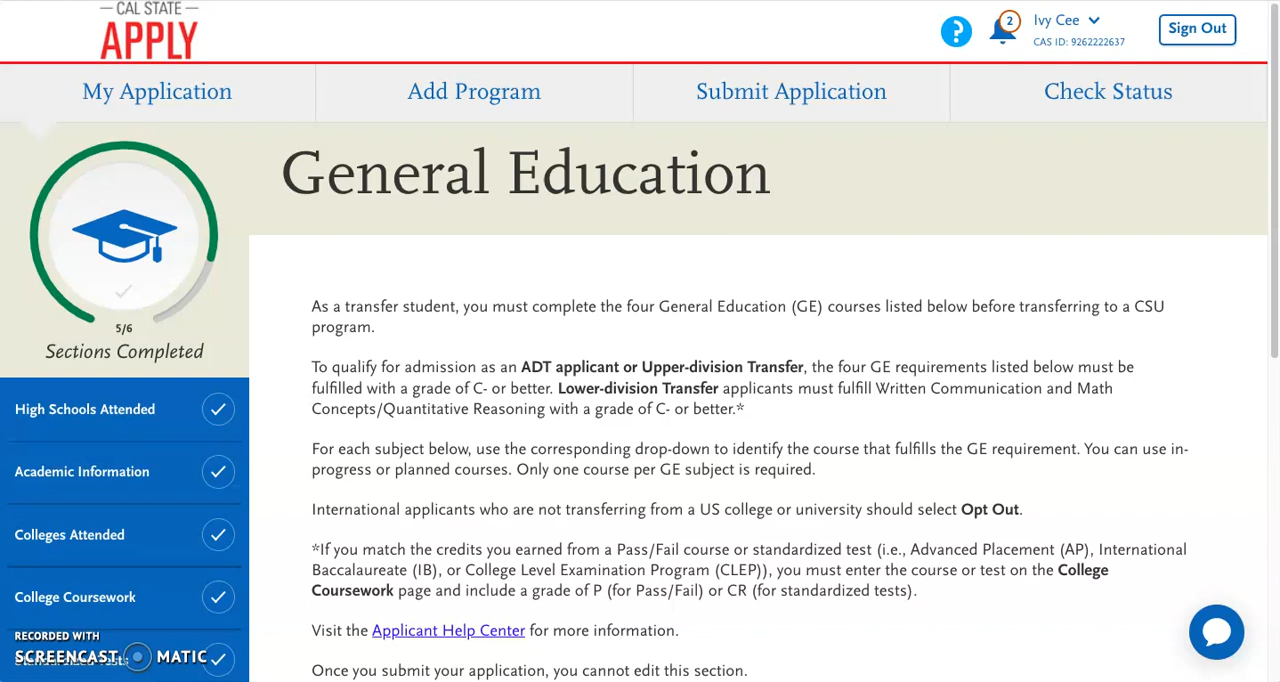 CAL STATE
APPLY
?
2
Ivy Cee
CAS ID: 9262222637
Sign Out
My Application
Add Program
Submit Application
Check Status
General Education
5/6
Sections Completed
High Schools Attended
Academic Information
Colleges Attended
College Coursework
RECORDED WITH
SCREENCAST MATIC
As a transfer student, you must complete the four General Education (GE) courses listed below before transferring to a CSU
program.
To qualify for admission as an ADT applicant or Upper-division Transfer, the four GE requirements listed below must be
fulfilled with a grade of C- or better. Lower-division Transfer applicants must fulfill Written Communication and Math
Concepts/Quantitative Reasoning with a grade of C- or better.*
For each subject below, use the corresponding drop-down to identify the course that fulfills the GE requirement. You can use in-
progress or planned courses. Only one course per GE subject is required.
International applicants who are not transferring from a US college or university should select Opt Out.
*If you match the credits you earned from a Pass/Fail course or standardized test (i.e., Advanced Placement (AP), International
Baccalaureate (IB), or College Level Examination Program (CLEP)), you must enter the course or test on the College
Coursework page and include a grade of P (for Pass/Fail) or CR (for standardized tests).
Visit the Applicant Help Center for more information.
Once you submit your application, you cannot edit this section.